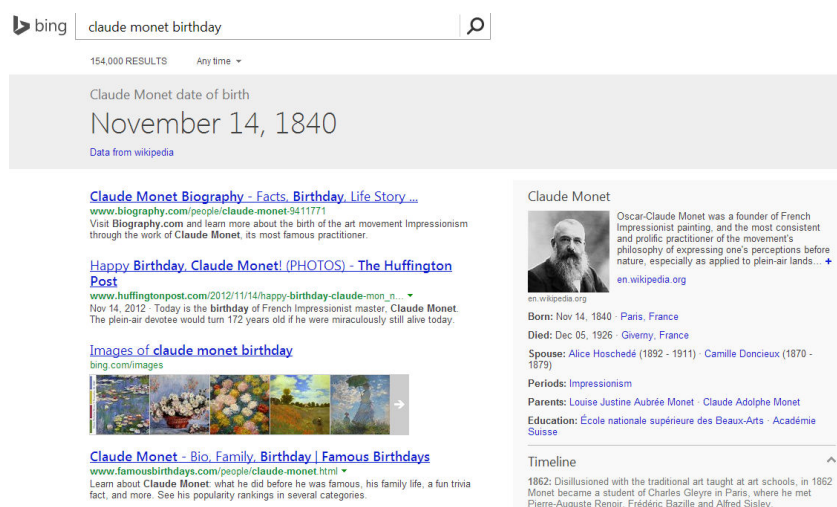 bing
claude monet birthday
154,000 RESULTS Any time
Claude Monet date of birth
November 14, 1840
Data from wikipedia
Claude Monet Biography - Facts, Birthday, Life Story ...
www.biography.com/people/claude-monet-9411771
Visit Biography.com and learn more about the birth of the art movement Impressionism
through the work of Claude Monet, its most famous practitioner.
Happy Birthday, Claude Monet! (PHOTOS) - The Huffington
Post
www.huffingtonpost.com/2012/11/14/happy-birthday-claude-mon_n...
Nov 14, 2012 · Today is the birthday of French Impressionist master, Claude Monet.
The plein-air devotee would turn 172 years old if he were miraculously still alive today.
Images of claude monet birthday
bing.com/images
Claude Monet - Bio, Family, Birthday | Famous Birthdays
www.famousbirthdays.com/people/claude-monet.html
Learn about Claude Monet: what he did before he was famous, his family life, a fun trivia
fact, and more. See his popularity rankings in several categories.
Claude Monet
Oscar-Claude Monet was a founder of French
Impressionist painting, and the most consistent
and prolific practitioner of the movement's
philosophy of expressing one's perceptions before
nature, especially as applied to plein-air lands... +
en.wikipedia.org
en.wikipedia.org
Born: Nov 14, 1840 · Paris, France
Died: Dec 05, 1926 · Giverny, France
Spouse: Alice Hoschedé (1892 - 1911) · Camille Doncieux (1870 -
1879)
Periods: Impressionism
Parents: Louise Justine Aubrée Monet · Claude Adolphe Monet
Education: École nationale supérieure des Beaux-Arts · Académie
Suisse
Timeline
1862: Disillusioned with the traditional art taught at art schools, in 1862
Monet became a student of Charles Gleyre in Paris, where he met
Pierre-Auguste Renoir, Frédéric Bazille and Alfred Sisley.